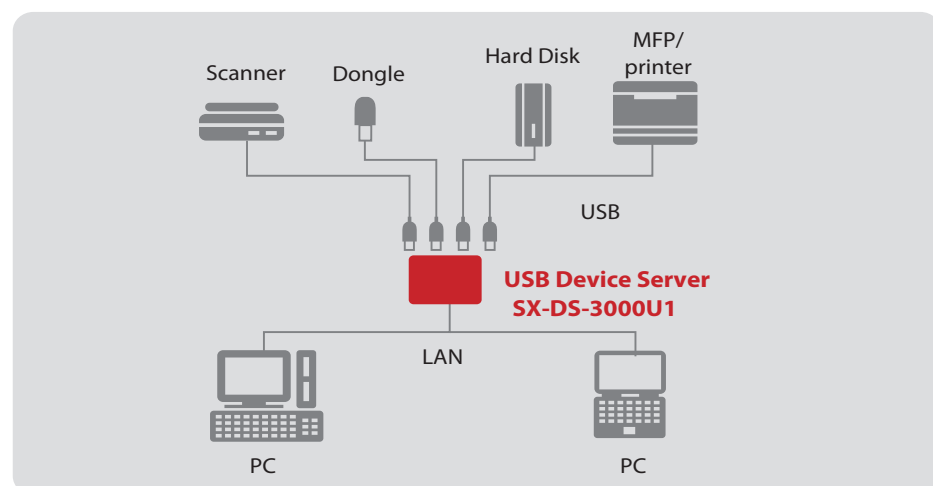 Scanner
Dongle
Hard Disk
MFP/
printer
USB
USB Device Server
SX-DS-3000U1
LAN
PC
PC